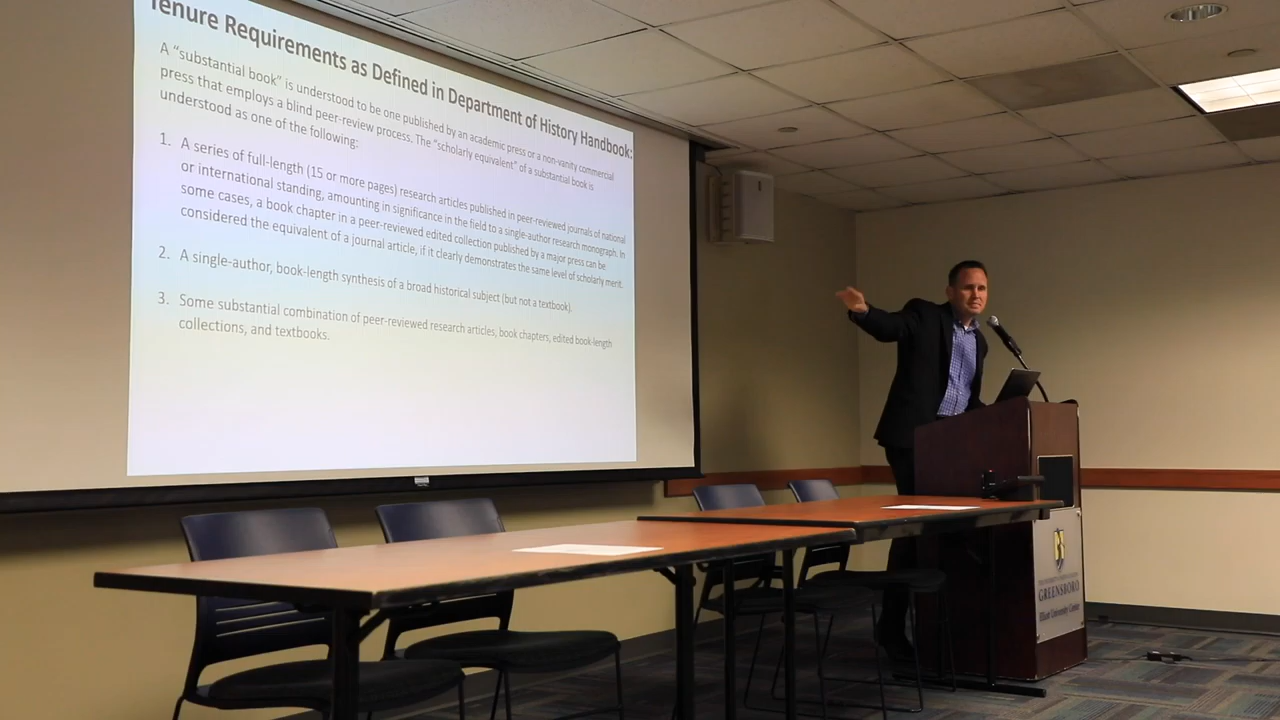 Tenure Requirements as Defined in Department of History Handbook:
A “substantial book” is understood to be one published by an academic press or a non-vanity commercial
press that employs a blind peer-review process. The “scholarly equivalent” of a substantial book is
understood as one of the following:
1. A series of full-length (15 or more pages) research articles published in peer-reviewed journals of national
or international standing, amounting in significance in the field to a single-author research monograph. In
some cases, a book chapter in a peer-reviewed edited collection published by a major press can be
considered the equivalent of a journal article, if it clearly demonstrates the same level of scholarly merit.
2. A single-author, book-length synthesis of a broad historical subject (but not a textbook).
3. Some substantial combination of peer-reviewed research articles, book chapters, edited book-length
collections, and textbooks.
GREENSBORO
Elliott University Center